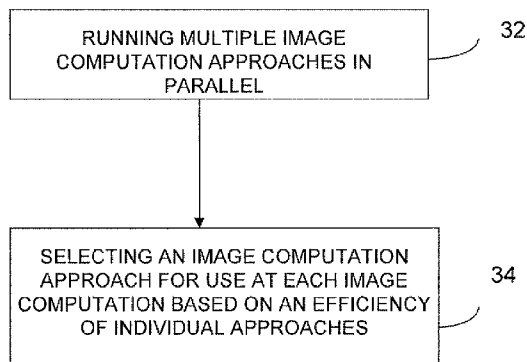 RUNNING MULTIPLE IMAGE
COMPUTATION APPROACHES IN
PARALLEL
32
SELECTING AN IMAGE COMPUTATION
APPROACH FOR USE AT EACH IMAGE
COMPUTATION BASED ON AN EFFICIENCY
OF INDIVIDUAL APPROACHES
34